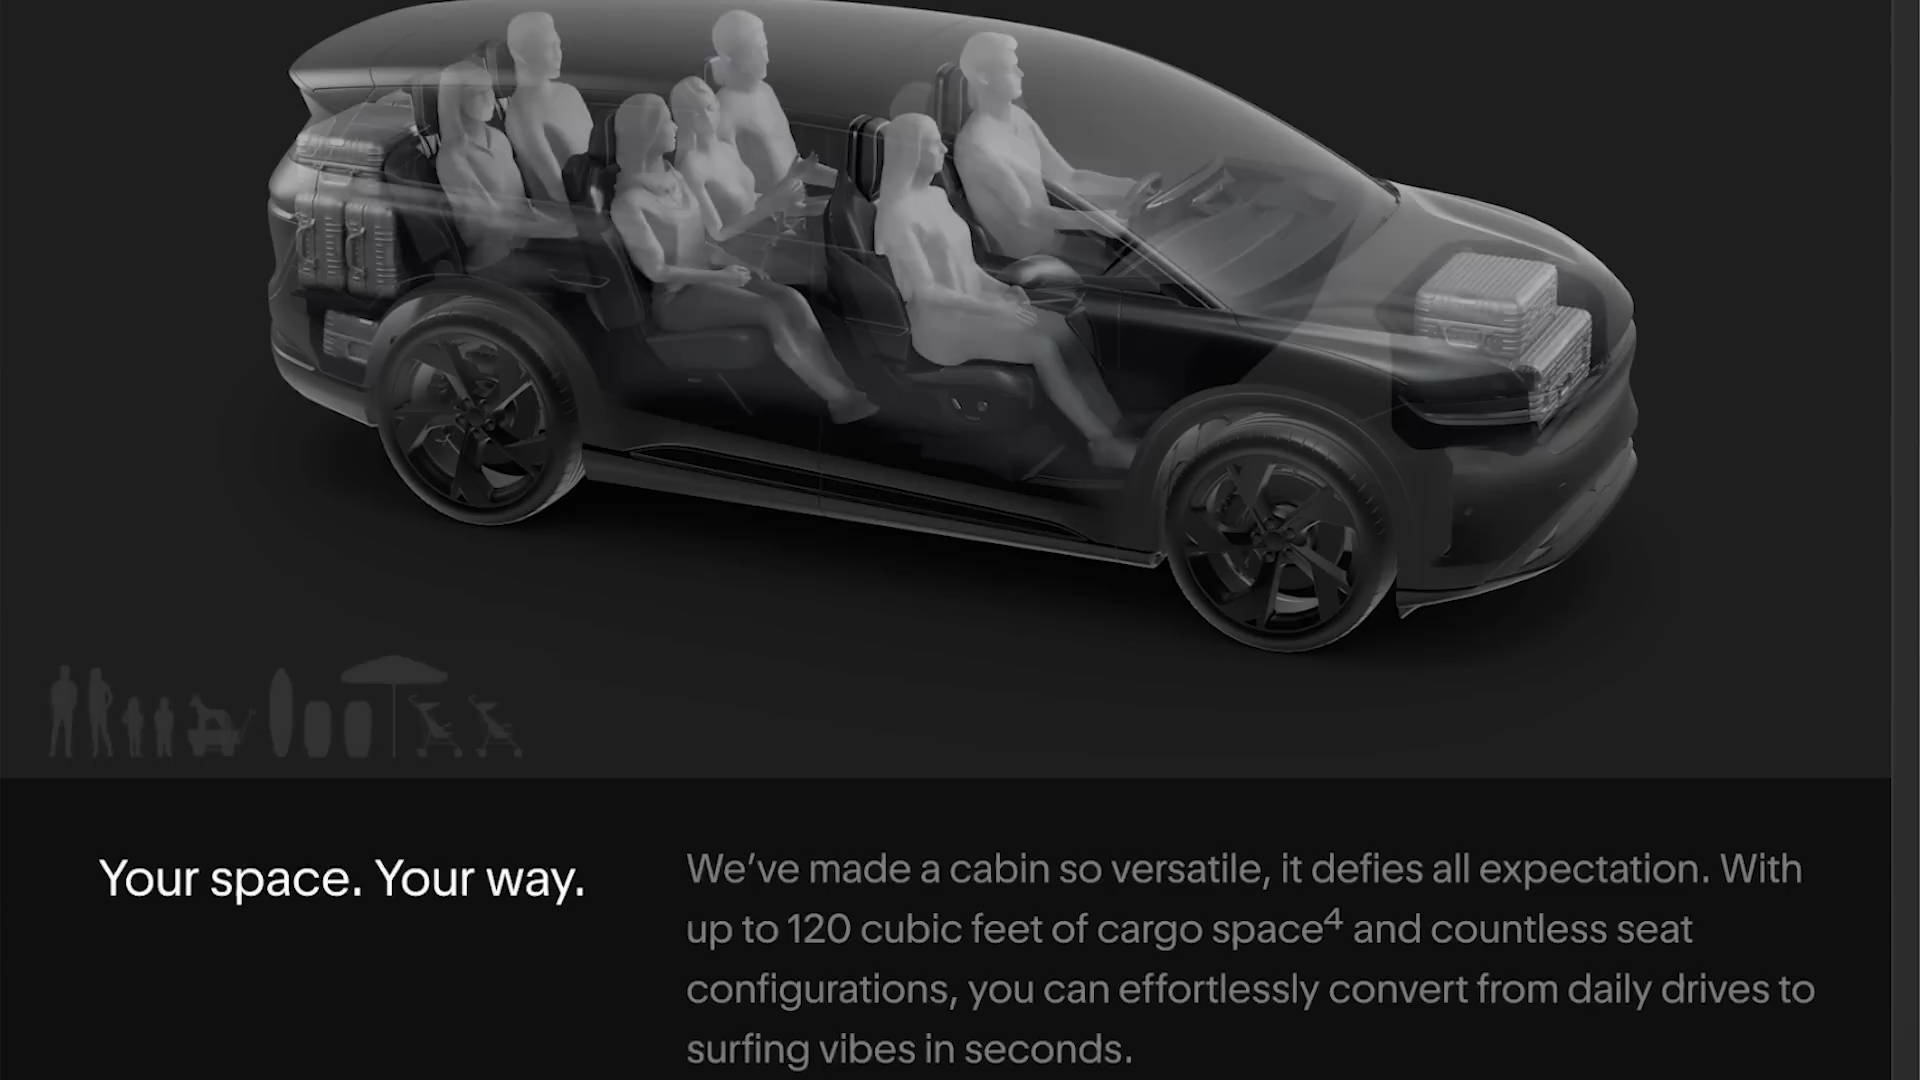 Your space. Your way.
We’ve made a cabin so versatile, it defies all expectation. With
up to 120 cubic feet of cargo space⁴ and countless seat
configurations, you can effortlessly convert from daily drives to
surfing vibes in seconds.